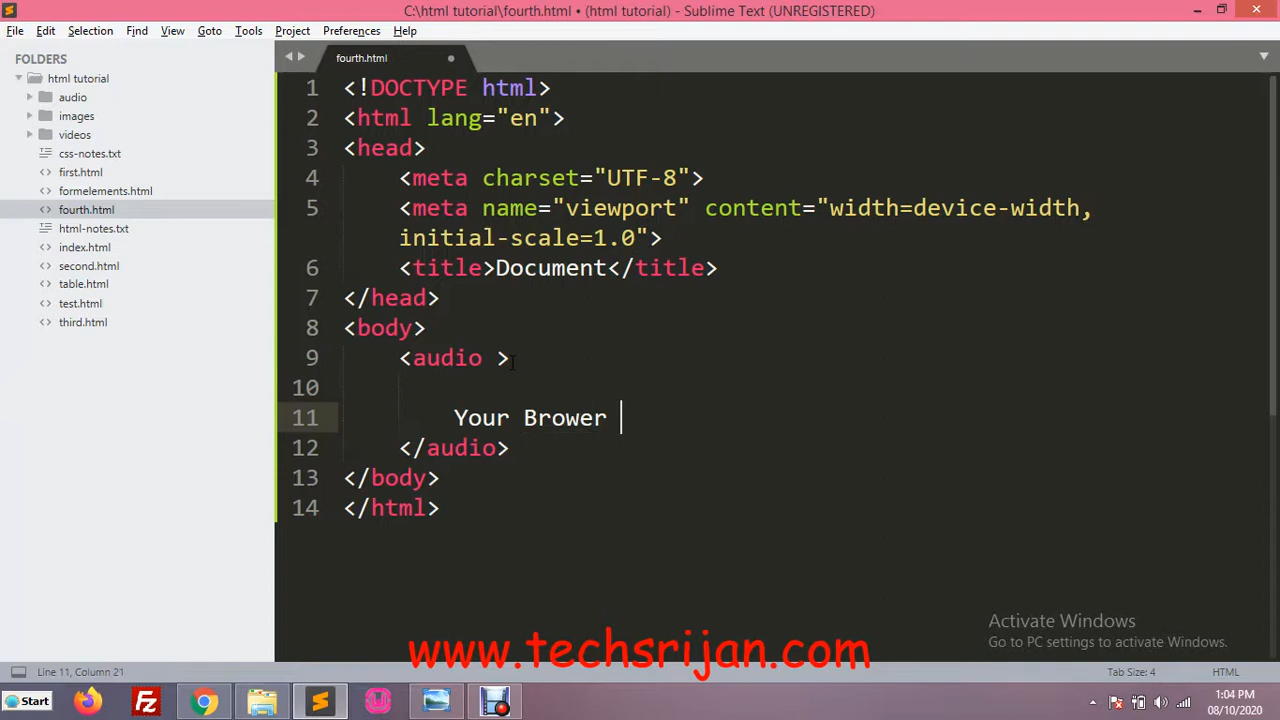 C:\html tutorial\fourth.html • (html tutorial) - Sublime Text (UNREGISTERED)
File Edit Selection Find View Goto Tools Project Preferences Help
FOLDERS
html tutorial
audio
images
videos
css-notes.txt
first.html
formelements.html
fourth.html
html-notes.txt
index.html
second.html
table.html
test.html
third.html
fourth.html
1 <!DOCTYPE html>
2 <html lang="en">
3 <head>
4 <meta charset="UTF-8">
5 <meta name="viewport" content="width=device-width,
initial-scale=1.0">
6 <title>Document</title>
7 </head>
8 <body>
9 <audio >
10
11 Your Brower
12 </audio>
13 </body>
14 </html>
Activate Windows
Go to PC settings to activate Windows.
www.techsrijan.com
Line 11, Column 21
Tab Size: 4
HTML
Start
Fz
1:04 PM
08/10/2020